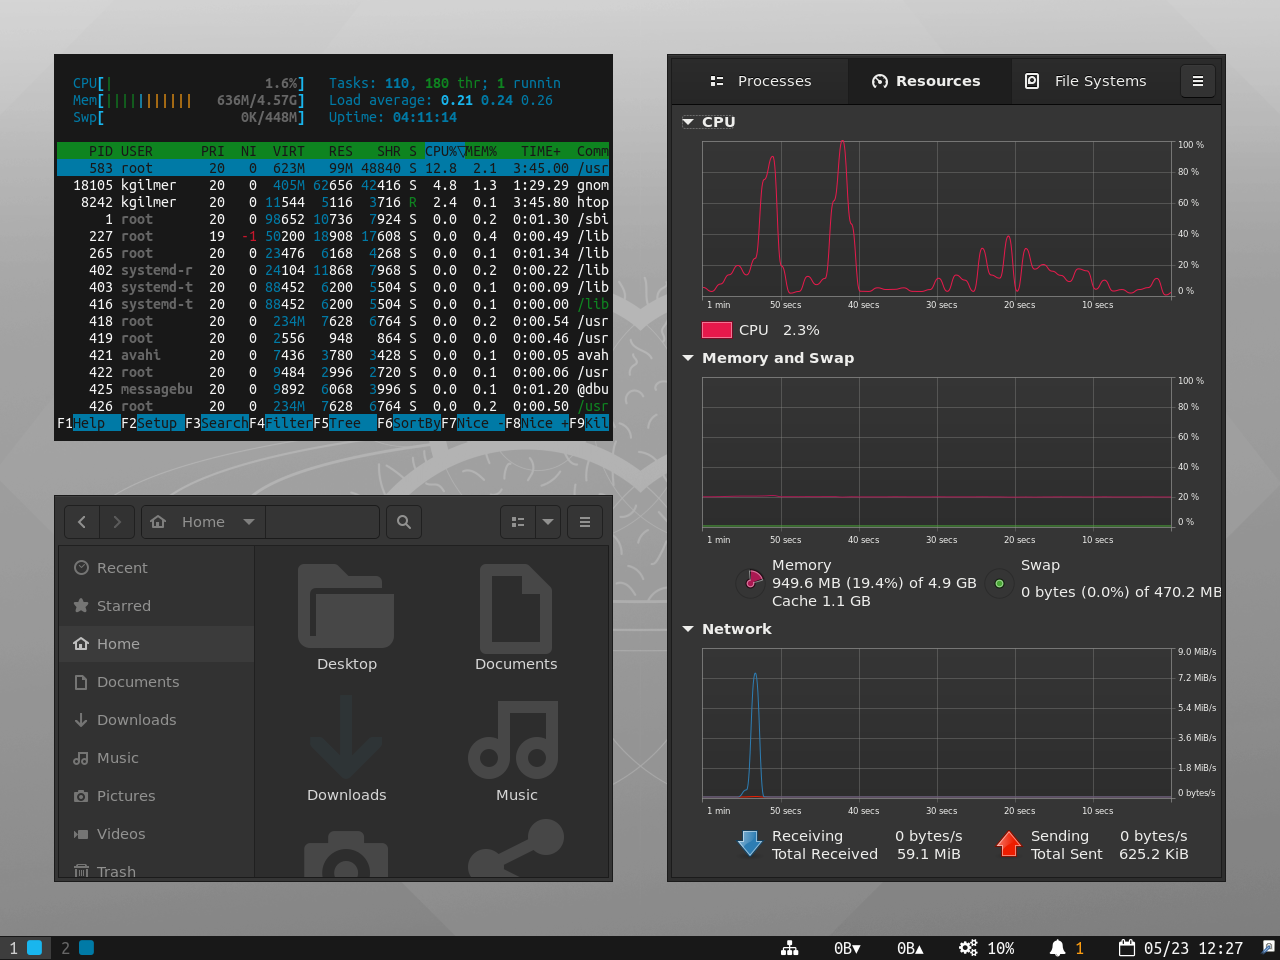 CPU[| 1.6%] Tasks: 110, 180 thr; 1 runnin
Mem[||||||||||| 636M/4.57G] Load average: 0.21 0.24 0.26
Swp[ 0K/448M] Uptime: 04:11:14
PID USER PRI NI VIRT RES SHR S CPU%▽MEM% TIME+ Comm
583 root 20 0 623M 99M 48840 S 12.8 2.1 3:45.00 /usr
18105 kgilmer 20 0 405M 62656 42416 S 4.8 1.3 1:29.29 gnom
8242 kgilmer 20 0 11544 5116 3716 R 2.4 0.1 3:45.80 htop
1 root 20 0 98652 10736 7924 S 0.0 0.2 0:01.30 /sbi
227 root 19 -1 50200 18908 17608 S 0.0 0.4 0:00.49 /lib
265 root 20 0 23476 6168 4268 S 0.0 0.1 0:01.34 /lib
402 systemd-r 20 0 24104 11868 7968 S 0.0 0.2 0:00.22 /lib
403 systemd-t 20 0 88452 6200 5504 S 0.0 0.1 0:00.09 /lib
416 systemd-t 20 0 88452 6200 5504 S 0.0 0.1 0:00.00 /lib
418 root 20 0 234M 7628 6764 S 0.0 0.2 0:00.54 /usr
419 root 20 0 2556 948 864 S 0.0 0.0 0:00.46 /usr
421 avahi 20 0 7436 3780 3428 S 0.0 0.1 0:00.05 avah
422 root 20 0 9484 2996 2720 S 0.0 0.1 0:00.06 /usr
425 messagebu 20 0 9892 6068 3996 S 0.0 0.1 0:01.20 @dbu
426 root 20 0 234M 7628 6764 S 0.0 0.2 0:00.50 /usr
F1Help F2Setup F3SearchF4FilterF5Tree F6SortByF7Nice -F8Nice +F9Kil
Home
Recent
Starred
Home
Documents
Downloads
Music
Pictures
Videos
Trash
Desktop
Documents
Downloads
Music
Processes
Resources
File Systems
CPU
100 %
80 %
60 %
40 %
20 %
0 %
1 min 50 secs 40 secs 30 secs 20 secs 10 secs
CPU 2.3%
Memory and Swap
100 %
80 %
60 %
40 %
20 %
0 %
1 min 50 secs 40 secs 30 secs 20 secs 10 secs
Memory
949.6 MB (19.4%) of 4.9 GB
Cache 1.1 GB
Swap
0 bytes (0.0%) of 470.2 MB
Network
9.0 MiB/s
7.2 MiB/s
5.4 MiB/s
3.6 MiB/s
1.8 MiB/s
0 bytes/s
1 min 50 secs 40 secs 30 secs 20 secs 10 secs
Receiving 0 bytes/s
Total Received 59.1 MiB
Sending 0 bytes/s
Total Sent 625.2 KiB
1 2 0B▾ 0B▴ 10% 1 05/23 12:27